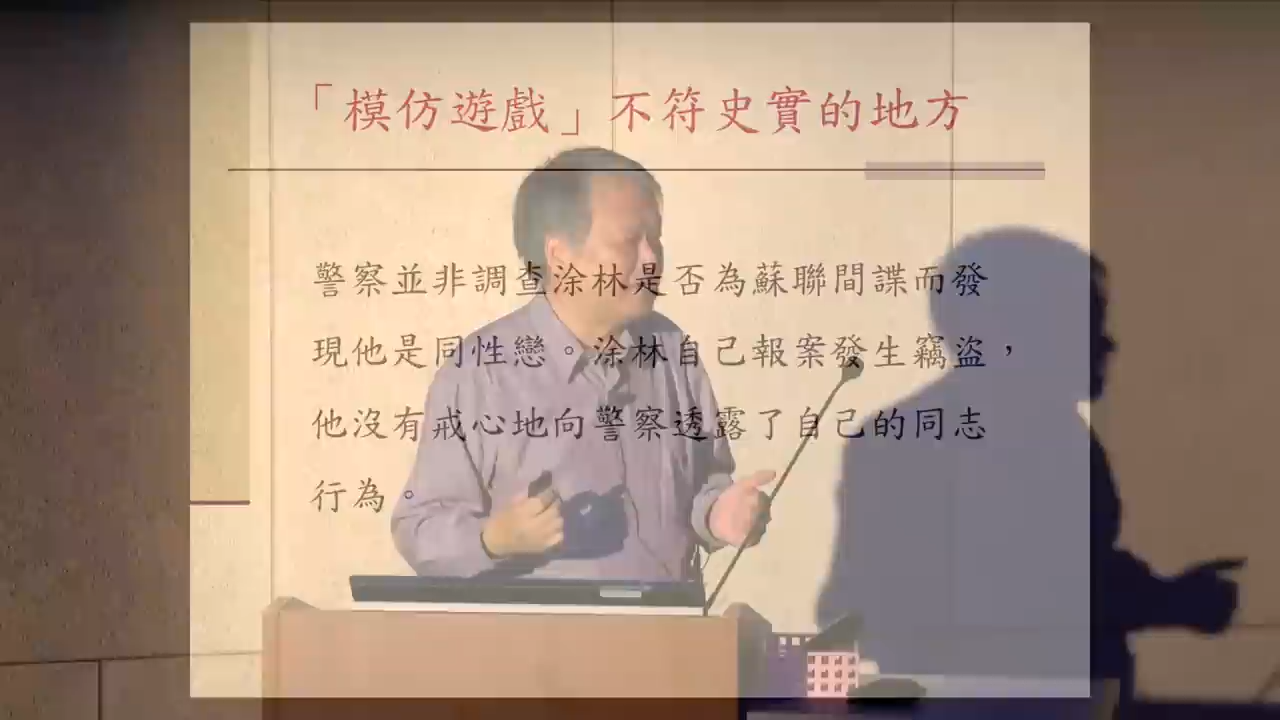 「模仿遊戲」不符史實的地方
警察並非調查涂林是否為蘇聯間諜而發
現他是同性戀。涂林自己報案發生竊盜，
他沒有戒心地向警察透露了自己的同志
行為。